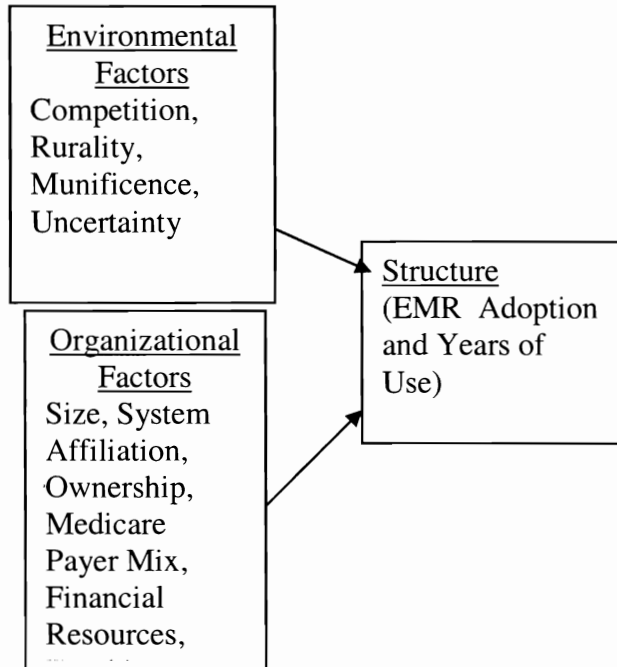 Environmental
Factors
Competition,
Rurality,
Munificence,
Uncertainty
Structure
(EMR Adoption
and Years of
Use)
Organizational
Factors
Size, System
Affiliation,
Ownership,
Medicare
Payer Mix,
Financial
Resources,